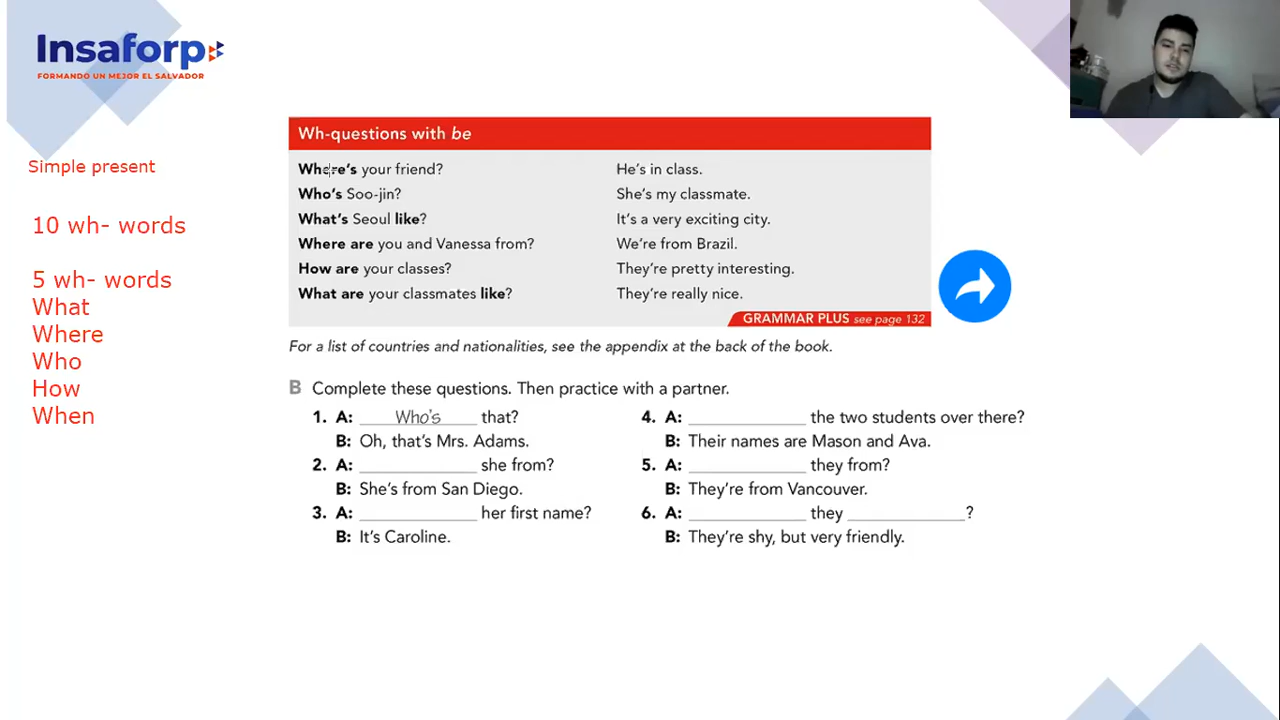 Insaforp
FORMANDO UN MEJOR EL SALVADOR
Simple present
10 wh- words
5 wh- words
What
Where
Who
How
When
Wh-questions with be
Where's your friend? He's in class.
Who's Soo-jin? She's my classmate.
What's Seoul like? It's a very exciting city.
Where are you and Vanessa from? We're from Brazil.
How are your classes? They're pretty interesting.
What are your classmates like? They're really nice.
GRAMMAR PLUS see page 132
For a list of countries and nationalities, see the appendix at the back of the book.
B Complete these questions. Then practice with a partner.
1. A: Who's that?
B: Oh, that's Mrs. Adams.
2. A: ____________ she from?
B: She's from San Diego.
3. A: ____________ her first name?
B: It's Caroline.
4. A: ____________ the two students over there?
B: Their names are Mason and Ava.
5. A: ____________ they from?
B: They're from Vancouver.
6. A: ____________ they ____________?
B: They're shy, but very friendly.